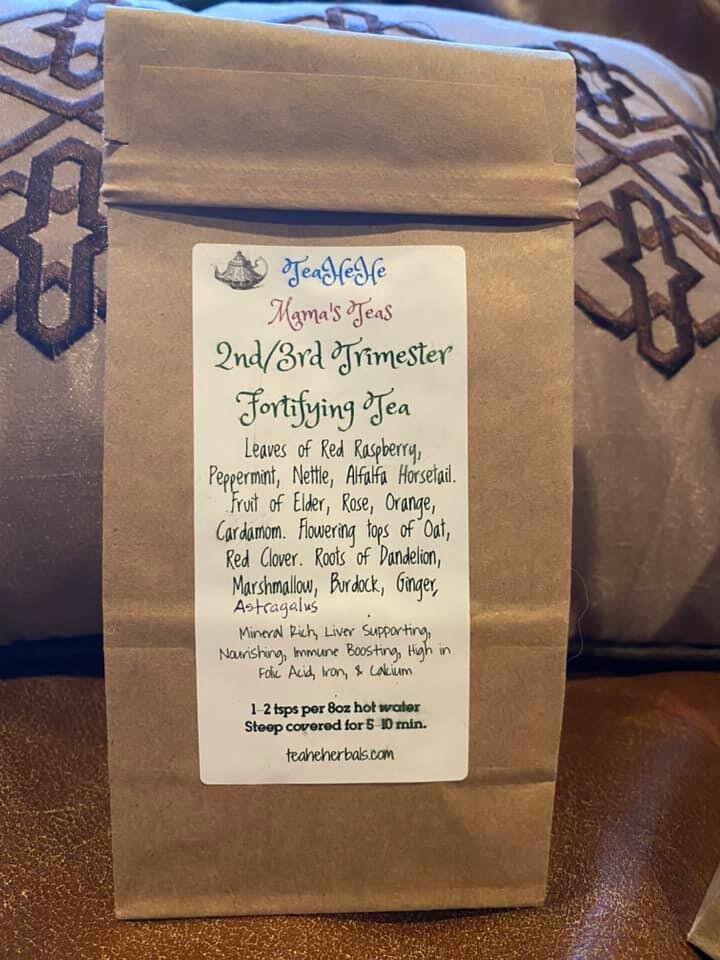 TeaHeHe
Mama's Teas
2nd/3rd Trimester
Fortifying Tea
Leaves of Red Raspberry,
Peppermint, Nettle, Alfalfa Horsetail.
Fruit of Elder, Rose, Orange,
Cardamom. Flowering tops of Oat,
Red Clover. Roots of Dandelion,
Marshmallow, Burdock, Ginger,
Astragalus
Mineral Rich, Liver Supporting,
Nourishing, Immune Boosting, High in
Folic Acid, Iron, & Calcium
1-2 tsps per 8oz hot water
Steep covered for 5-10 min.
teaheherbals.com